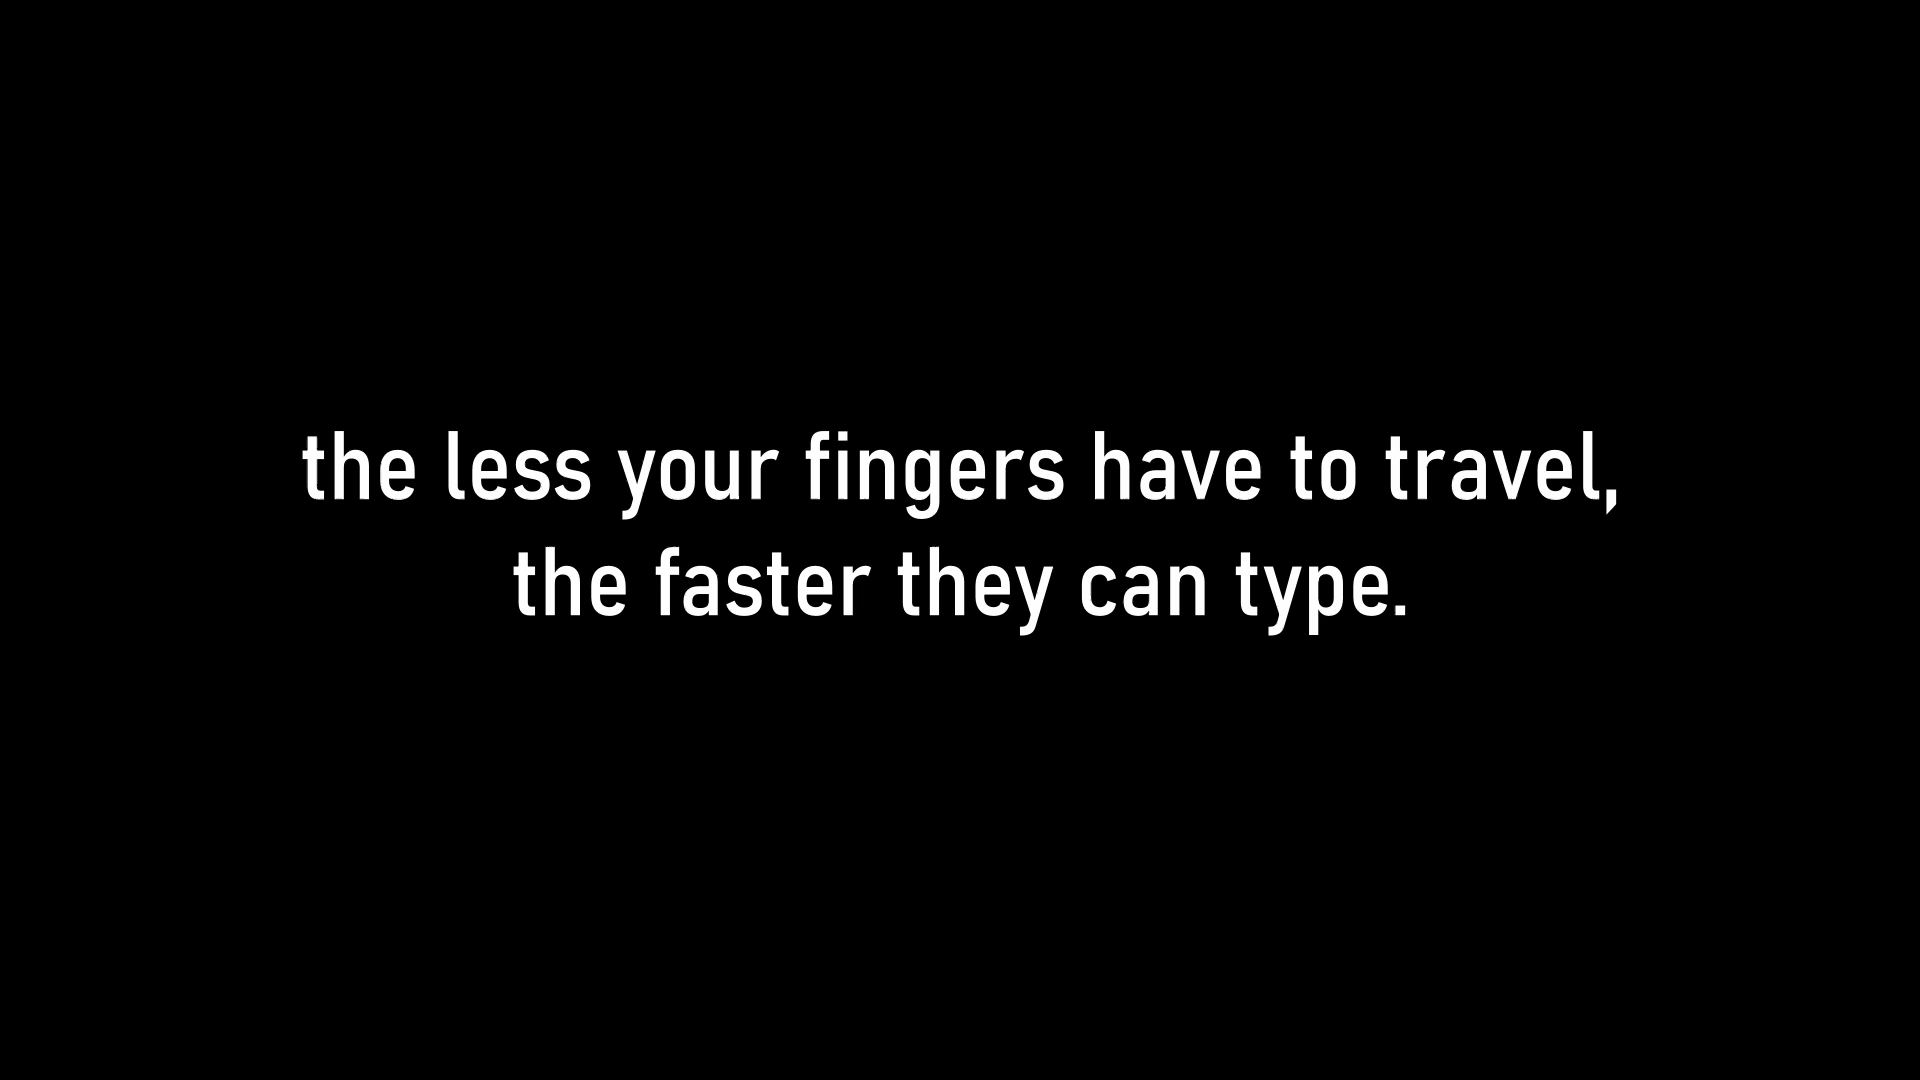 the less your fingers have to travel,
the faster they can type.